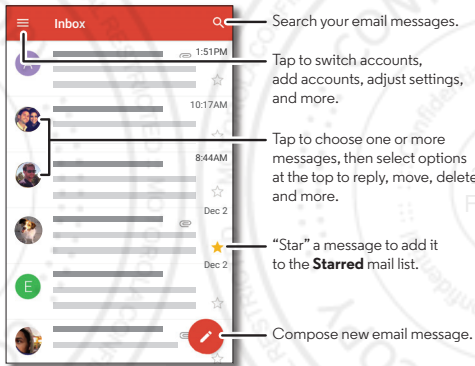 Inbox
Search your email messages.
1:51PM
A
Tap to switch accounts,
add accounts, adjust settings,
and more.
10:17AM
Tap to choose one or more
messages, then select options
at the top to reply, move, delete
and more.
8:44AM
Dec 2
"Star" a message to add it
to the Starred mail list.
Dec 2
E
Compose new email message.